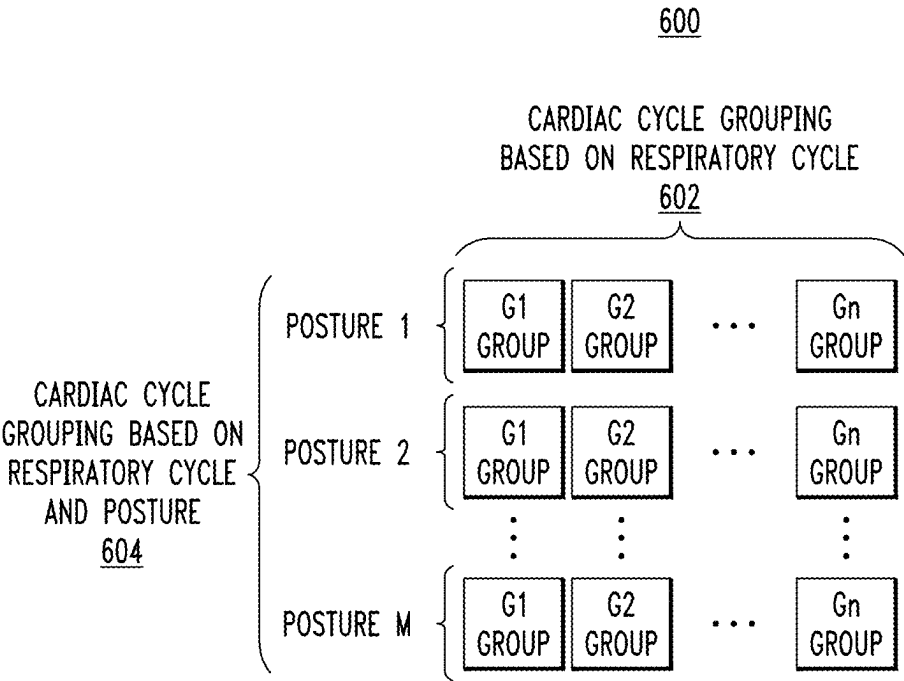 600
CARDIAC CYCLE GROUPING
BASED ON RESPIRATORY CYCLE
602
CARDIAC CYCLE
GROUPING BASED ON
RESPIRATORY CYCLE
AND POSTURE
604
POSTURE 1
G1
GROUP
G2
GROUP
...
Gn
GROUP
POSTURE 2
G1
GROUP
G2
GROUP
...
Gn
GROUP
POSTURE M
G1
GROUP
G2
GROUP
...
Gn
GROUP